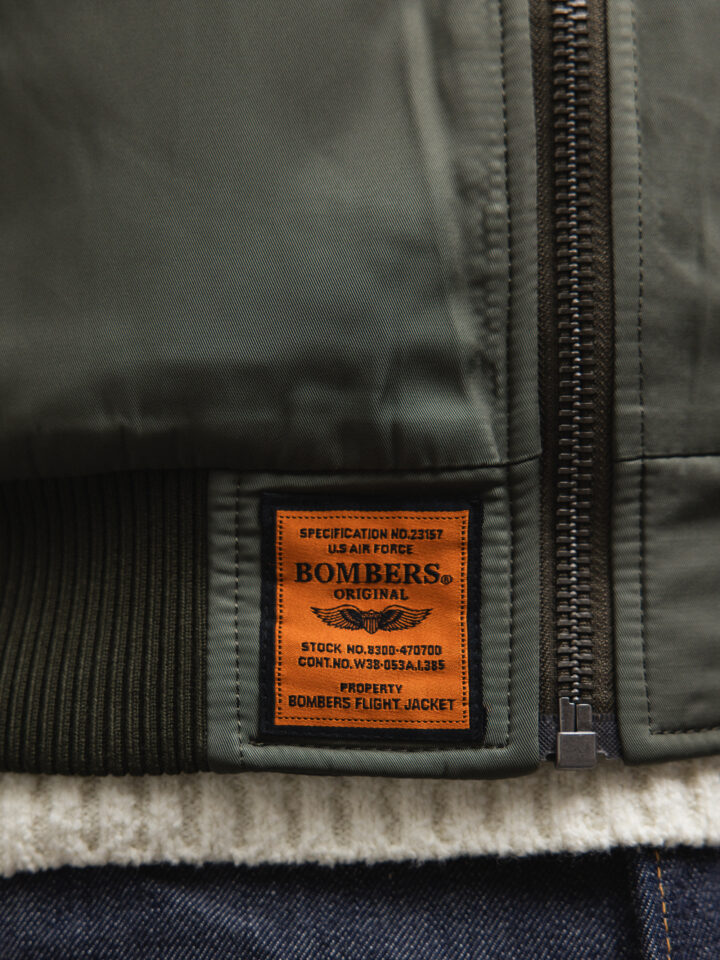 SPECIFICATION NO.23157
U.S AIR FORCE
BOMBERS®
ORIGINAL
STOCK NO.8300-470700
CONT.NO.W38-053A.I.385
PROPERTY
BOMBERS FLIGHT JACKET